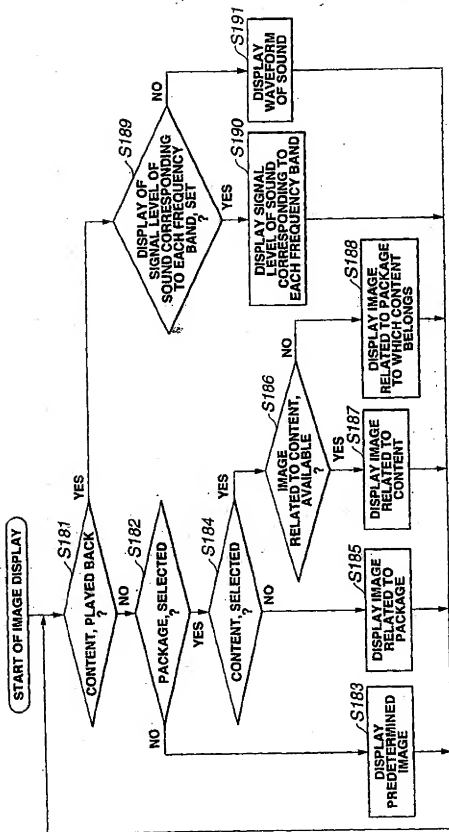 START OF IMAGE DISPLAY
S181
CONTENT, PLAYED BACK
?
YES
NO
S182
PACKAGE, SELECTED
?
NO
YES
S184
CONTENT, SELECTED
?
YES
NO
S186
IMAGE
RELATED TO CONTENT,
AVAILABLE
?
NO
YES
S189
DISPLAY OF
SIGNAL LEVEL OF
SOUND CORRESPONDING
TO EACH FREQUENCY
BAND, SET
?
NO
YES
S183
DISPLAY
PREDETERMINED
IMAGE
S185
DISPLAY IMAGE
RELATED TO
PACKAGE
S187
DISPLAY IMAGE
RELATED TO
CONTENT
S188
DISPLAY IMAGE
RELATED TO PACKAGE
TO WHICH CONTENT
BELONGS
S190
DISPLAY SIGNAL
LEVEL OF SOUND
CORRESPONDING TO
EACH FREQUENCY BAND
S191
DISPLAY
WAVEFORM
OF SOUND